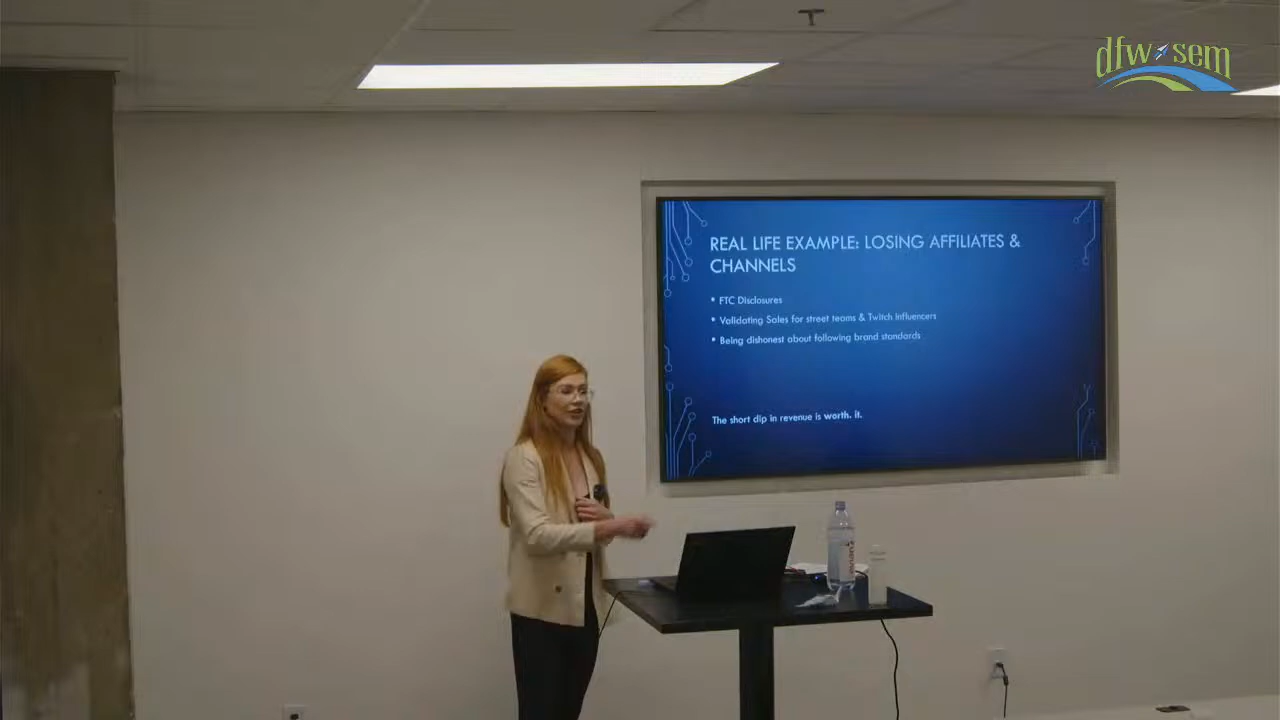 dfw sem
REAL LIFE EXAMPLE: LOSING AFFILIATES &
CHANNELS
• FTC Disclosures
• Validating Sales for street teams & Twitch Influencers
• Being dishonest about following brand standards
The short dip in revenue is worth. it.